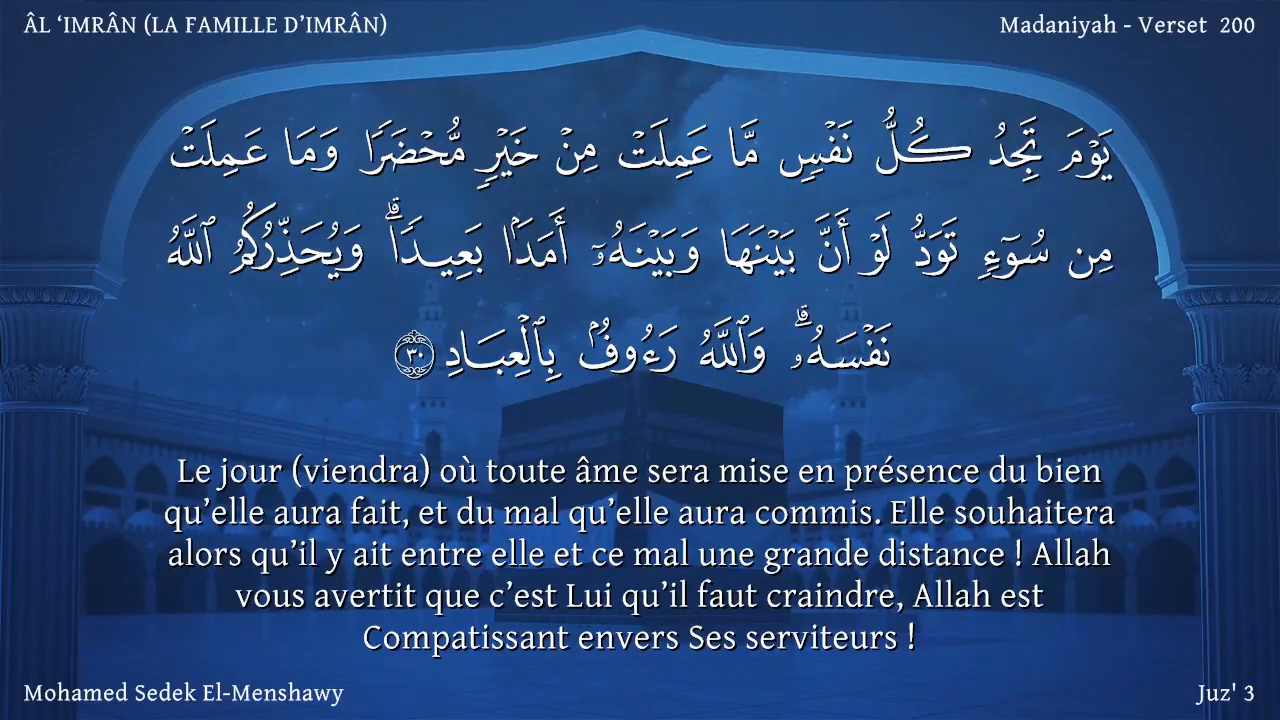 ÂL ‘IMRÂN (LA FAMILLE D’IMRÂN)
Madaniyah - Verset 200
يَوْمَ تَجِدُ كُلُّ نَفْسٍ مَّا عَمِلَتْ مِنْ خَيْرٍ مُّحْضَرًا وَمَا عَمِلَتْ
مِن سُوٓءٍ تَوَدُّ لَوْ أَنَّ بَيْنَهَا وَبَيْنَهُۥٓ أَمَدًۢا بَعِيدًا ۗ وَيُحَذِّرُكُمُ ٱللَّهُ
نَفْسَهُۥ ۗ وَٱللَّهُ رَءُوفٌۢ بِٱلْعِبَادِ ٣٠
Le jour (viendra) où toute âme sera mise en présence du bien
qu’elle aura fait, et du mal qu’elle aura commis. Elle souhaitera
alors qu’il y ait entre elle et ce mal une grande distance ! Allah
vous avertit que c’est Lui qu’il faut craindre, Allah est
Compatissant envers Ses serviteurs !
Mohamed Sedek El-Menshawy
Juz' 3